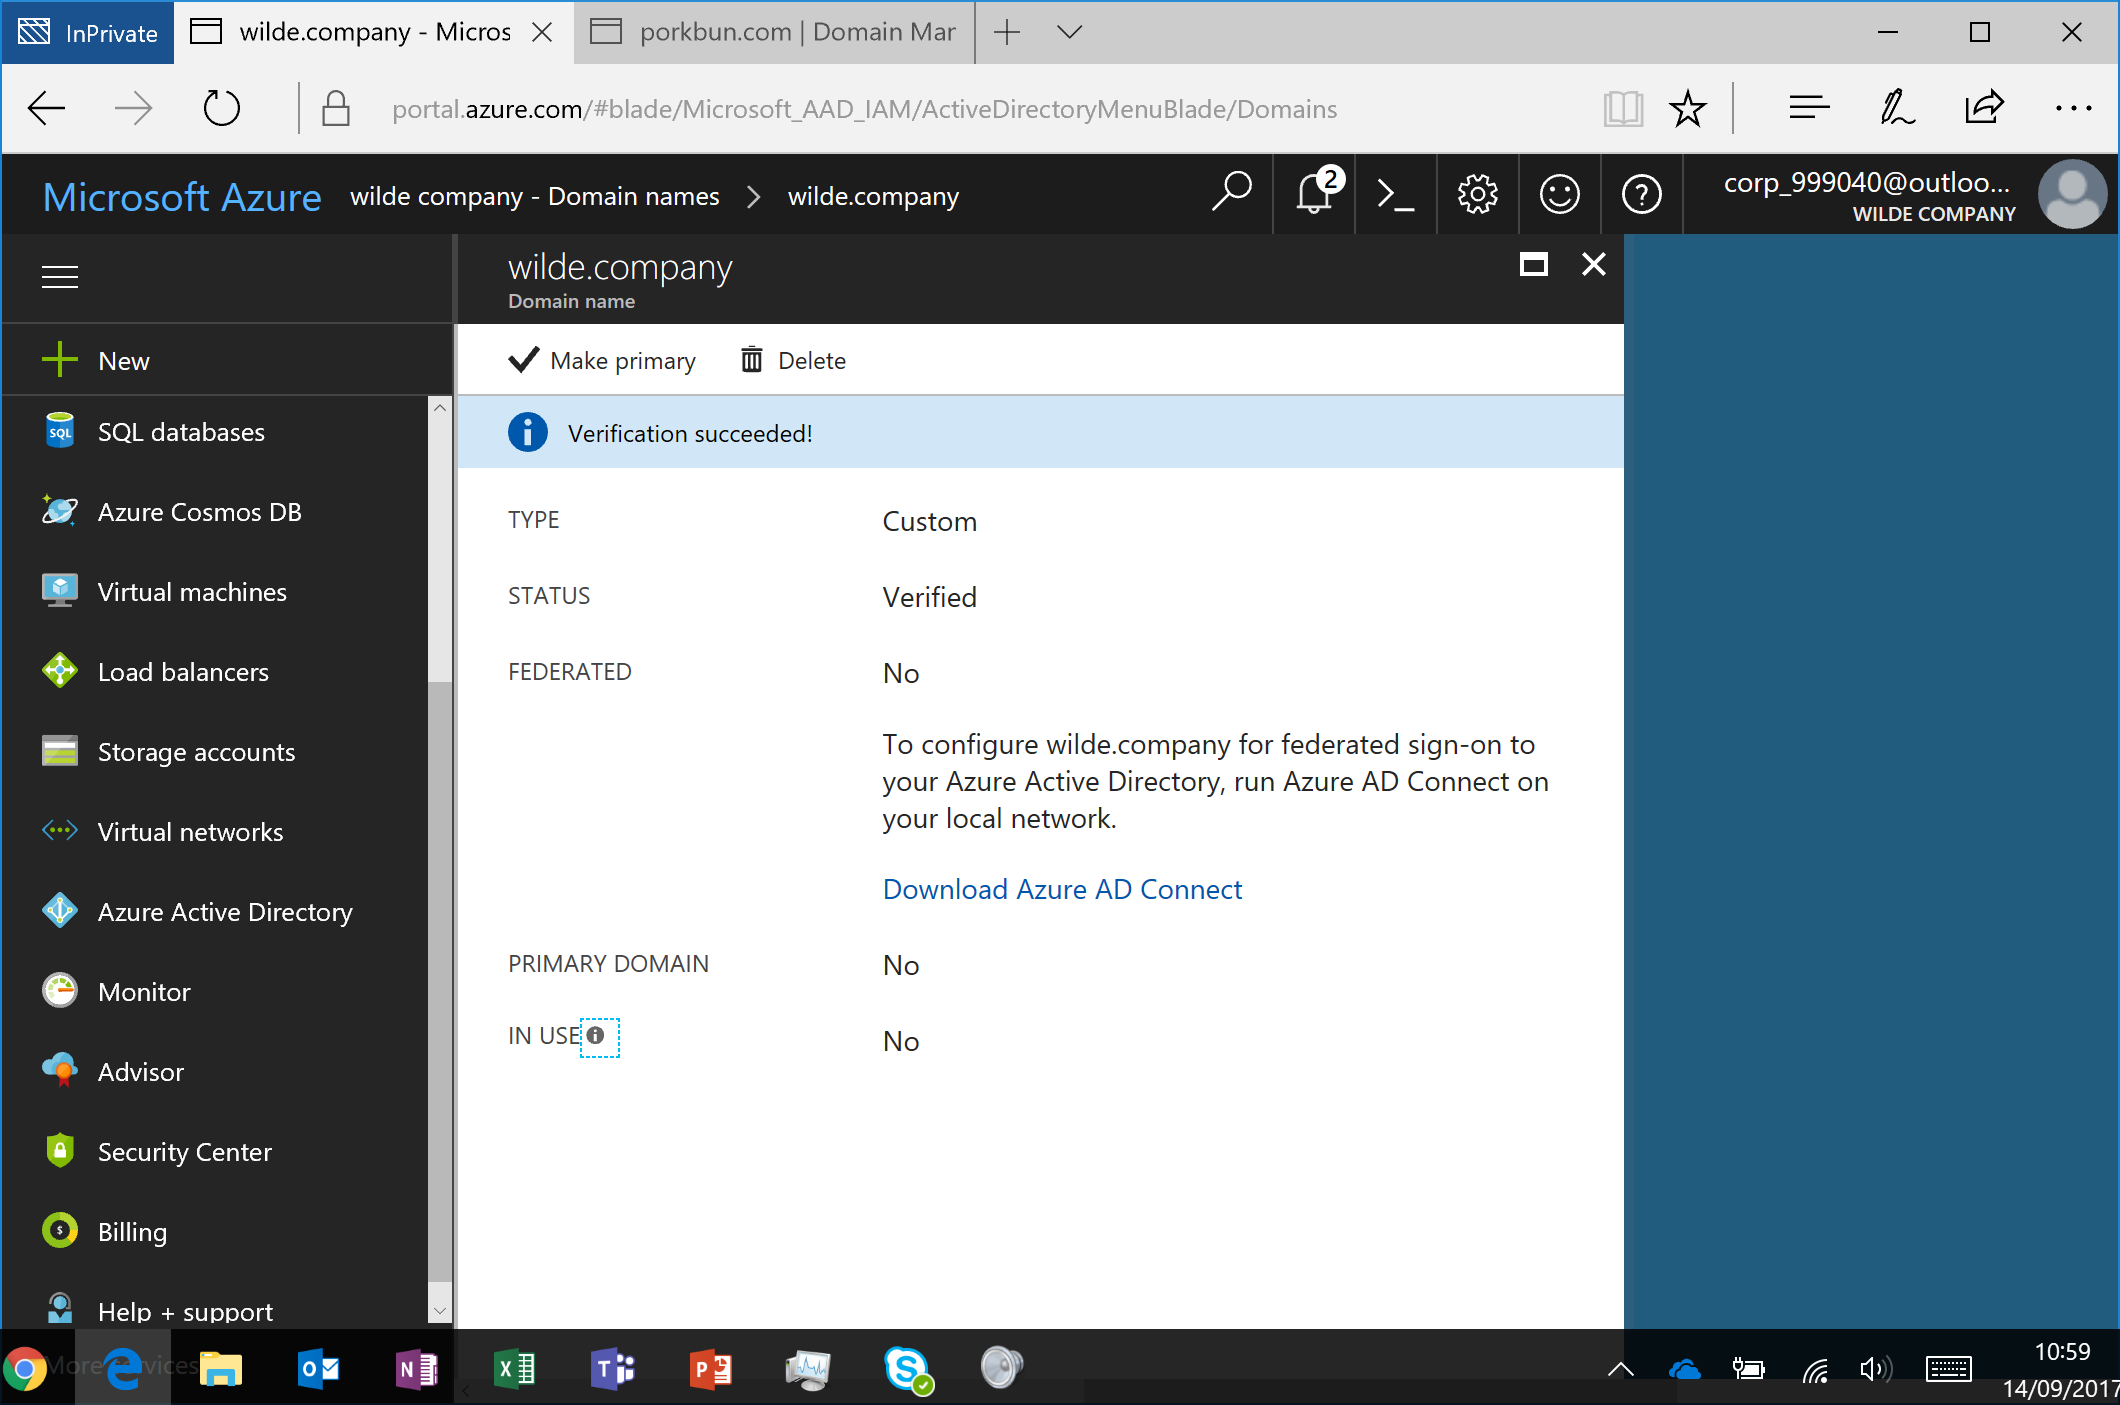 InPrivate
wilde.company - Micros
porkbun.com | Domain Mar
portal.azure.com/#blade/Microsoft_AAD_IAM/ActiveDirectoryMenuBlade/Domains
Microsoft Azure
wilde company - Domain names
wilde.company
2
corp_999040@outloo...
WILDE COMPANY
wilde.company
Domain name
New
Make primary
Delete
Verification succeeded!
SQL databases
Azure Cosmos DB
Virtual machines
Load balancers
Storage accounts
Virtual networks
Azure Active Directory
Monitor
Advisor
Security Center
Billing
Help + support
More services
TYPE
Custom
STATUS
Verified
FEDERATED
No
To configure wilde.company for federated sign-on to
your Azure Active Directory, run Azure AD Connect on
your local network.
Download Azure AD Connect
PRIMARY DOMAIN
No
IN USE
No
10:59
14/09/2017